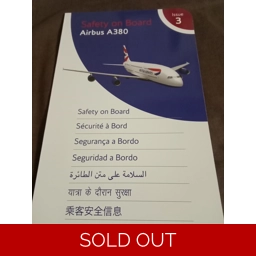 Safety on Board
Airbus A380
ISSUE
3
Safety on Board
Sécurité à Bord
Segurança a Bordo
Seguridad a Bordo
السلامة على متن الطائرة
यात्रा के दौरान सुरक्षा
乘客安全信息
SOLD OUT